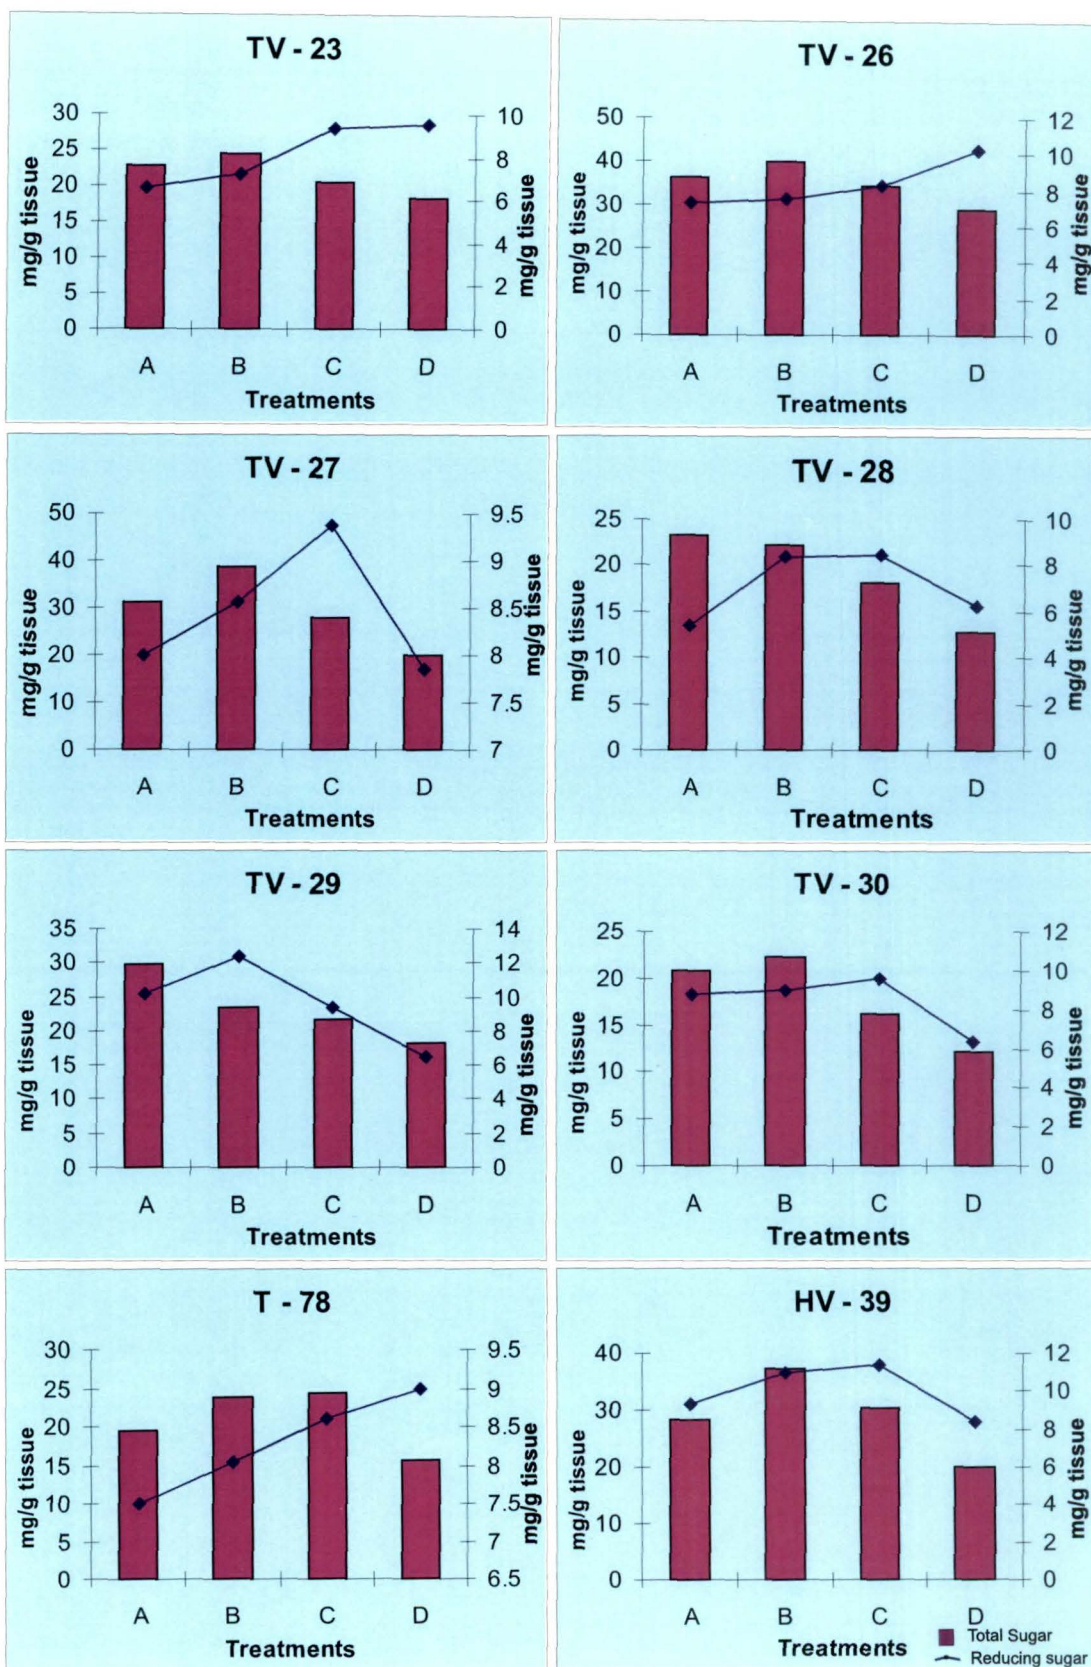 TV - 23
30
25
20
15
10
5
0
mg/g tissue
10
8
6
4
2
0
mg/g tissue
A B C D
Treatments
TV - 26
50
40
30
20
10
0
mg/g tissue
12
10
8
6
4
2
0
mg/g tissue
A B C D
Treatments
TV - 27
50
40
30
20
10
0
mg/g tissue
9.5
9
8.5
8
7.5
7
mg/g tissue
A B C D
Treatments
TV - 28
25
20
15
10
5
0
mg/g tissue
10
8
6
4
2
0
mg/g tissue
A B C D
Treatments
TV - 29
35
30
25
20
15
10
5
0
mg/g tissue
14
12
10
8
6
4
2
0
mg/g tissue
A B C D
Treatments
TV - 30
25
20
15
10
5
0
mg/g tissue
12
10
8
6
4
2
0
mg/g tissue
A B C D
Treatments
T - 78
30
25
20
15
10
5
0
mg/g tissue
9.5
9
8.5
8
7.5
7
6.5
mg/g tissue
A B C D
Treatments
HV - 39
40
30
20
10
0
mg/g tissue
12
10
8
6
4
2
0
mg/g tissue
A B C D
Treatments
Total Sugar
Reducing sugar